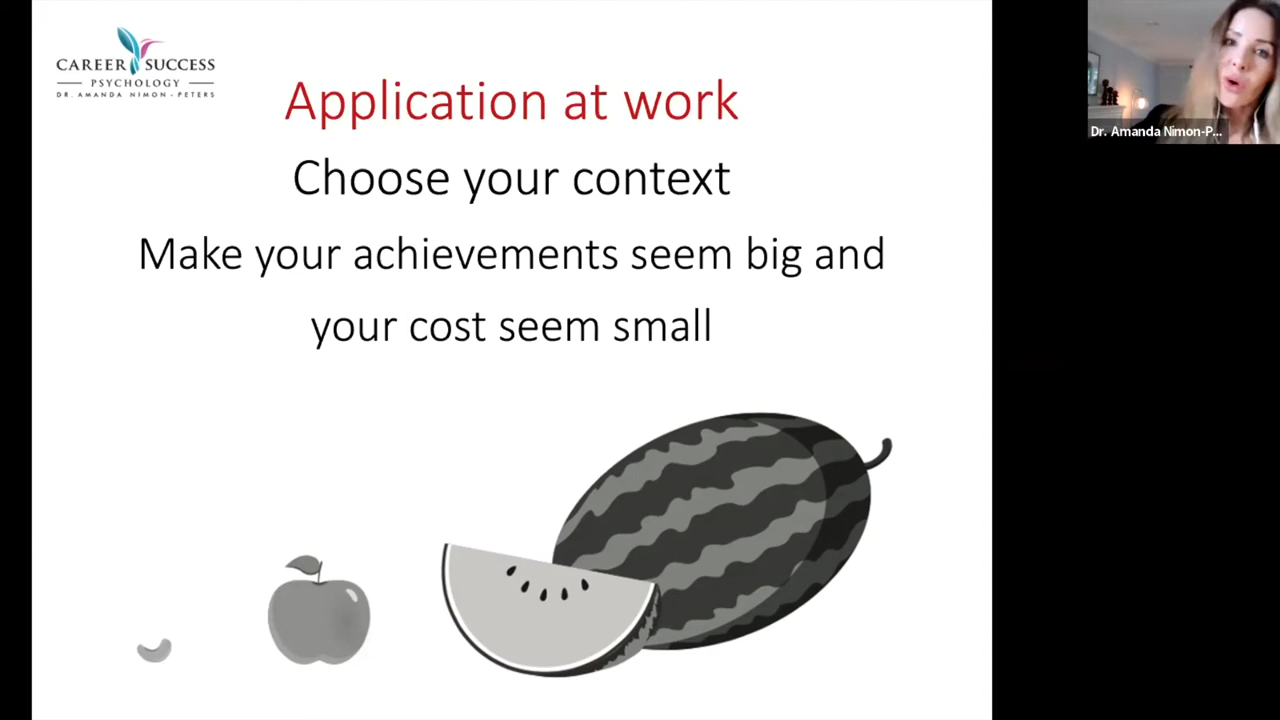 CAREER SUCCESS
PSYCHOLOGY
DR. AMANDA NIMON-PETERS
Application at work
Choose your context
Make your achievements seem big and
your cost seem small
Dr. Amanda Nimon-P...